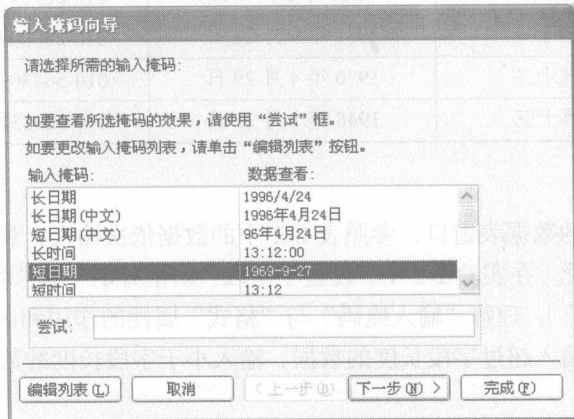 输入掩码向导
请选择所需的输入掩码:
如要查看所选掩码的效果,请使用“尝试”框。
如要更改输入掩码列表,请单击“编辑列表”按钮。
输入掩码: 数据查看:
长日期 1996/4/24
长日期(中文) 1996年4月24日
短日期(中文) 96年4月24日
长时间 13:12:00
短日期 1969-9-27
短时间 13:12
尝试:
编辑列表(L) 取消 < 上一步(B) 下一步(N) > 完成(F)